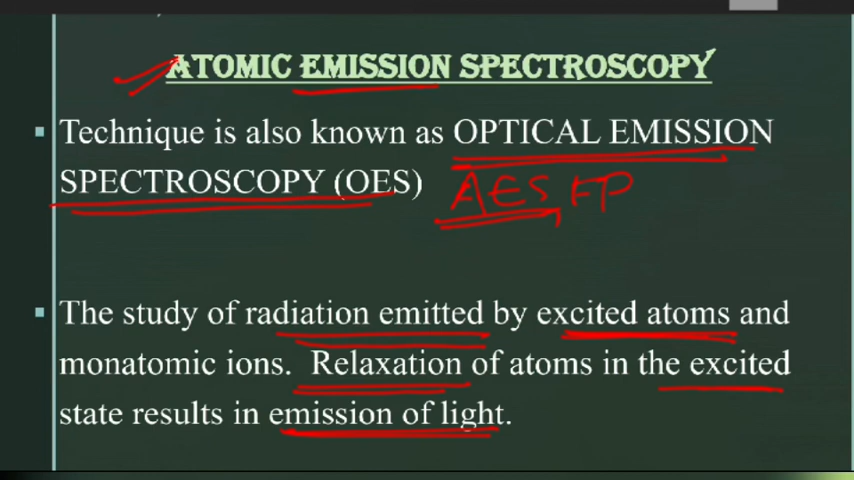 ATOMIC EMISSION SPECTROSCOPY
Technique is also known as OPTICAL EMISSION
SPECTROSCOPY (OES) AES, FP
The study of radiation emitted by excited atoms and
monatomic ions. Relaxation of atoms in the excited
state results in emission of light.